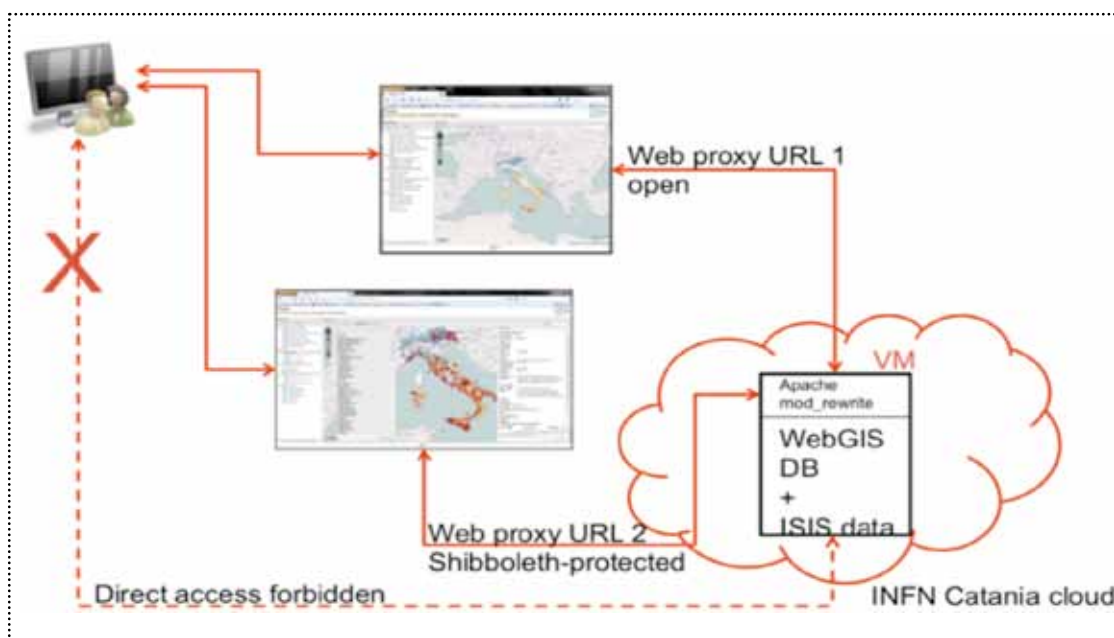 Web proxy URL 1
open
X
VM
Apache
mod_rewrite
WebGIS
DB
+
ISIS data
Web proxy URL 2
Shibboleth-protected
Direct access forbidden
INFN Catania cloud